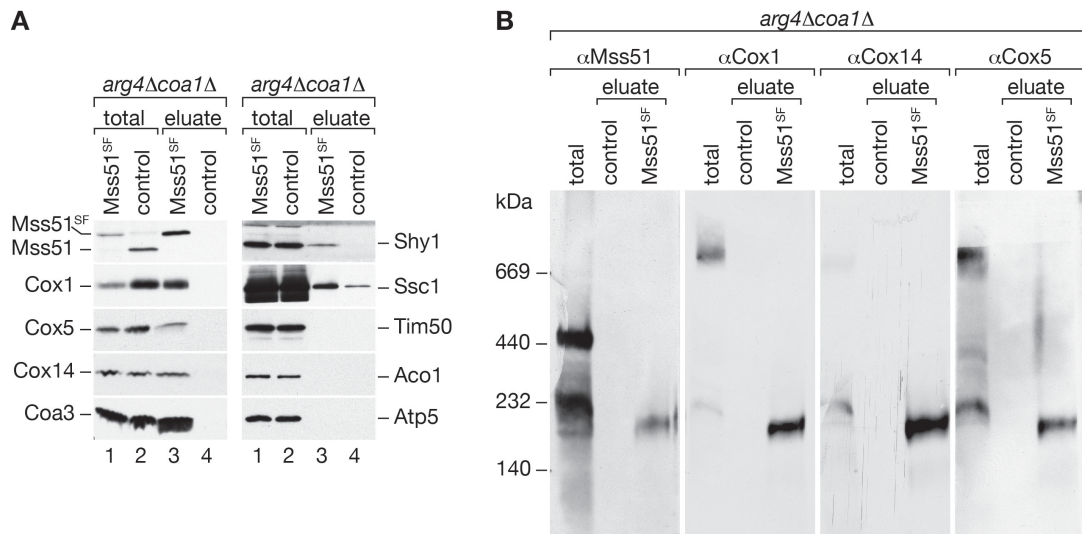 A
arg4Δcoa1Δ
total eluate
Mss51SF control Mss51SF control
Mss51SF
Mss51
Cox1
Cox5
Cox14
Coa3
1 2 3 4
arg4Δcoa1Δ
total eluate
Mss51SF control Mss51SF control
Shy1
Ssc1
Tim50
Aco1
Atp5
1 2 3 4
B
arg4Δcoa1Δ
αMss51 αCox1 αCox14 αCox5
eluate eluate eluate eluate
total control Mss51SF total control Mss51SF total control Mss51SF total control Mss51SF
kDa
669
440
232
140